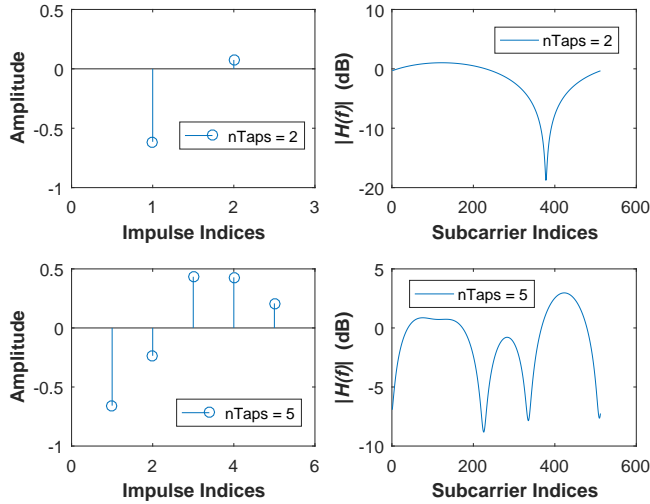 0.5
0
-0.5
-1
Amplitude
nTaps = 2
0
1
2
3
Impulse Indices
10
0
-10
-20
|H(f)| (dB)
nTaps = 2
0
200
400
600
Subcarrier Indices
0.5
0
-0.5
-1
Amplitude
nTaps = 5
0
2
4
6
Impulse Indices
5
0
-5
-10
|H(f)| (dB)
nTaps = 5
0
200
400
600
Subcarrier Indices